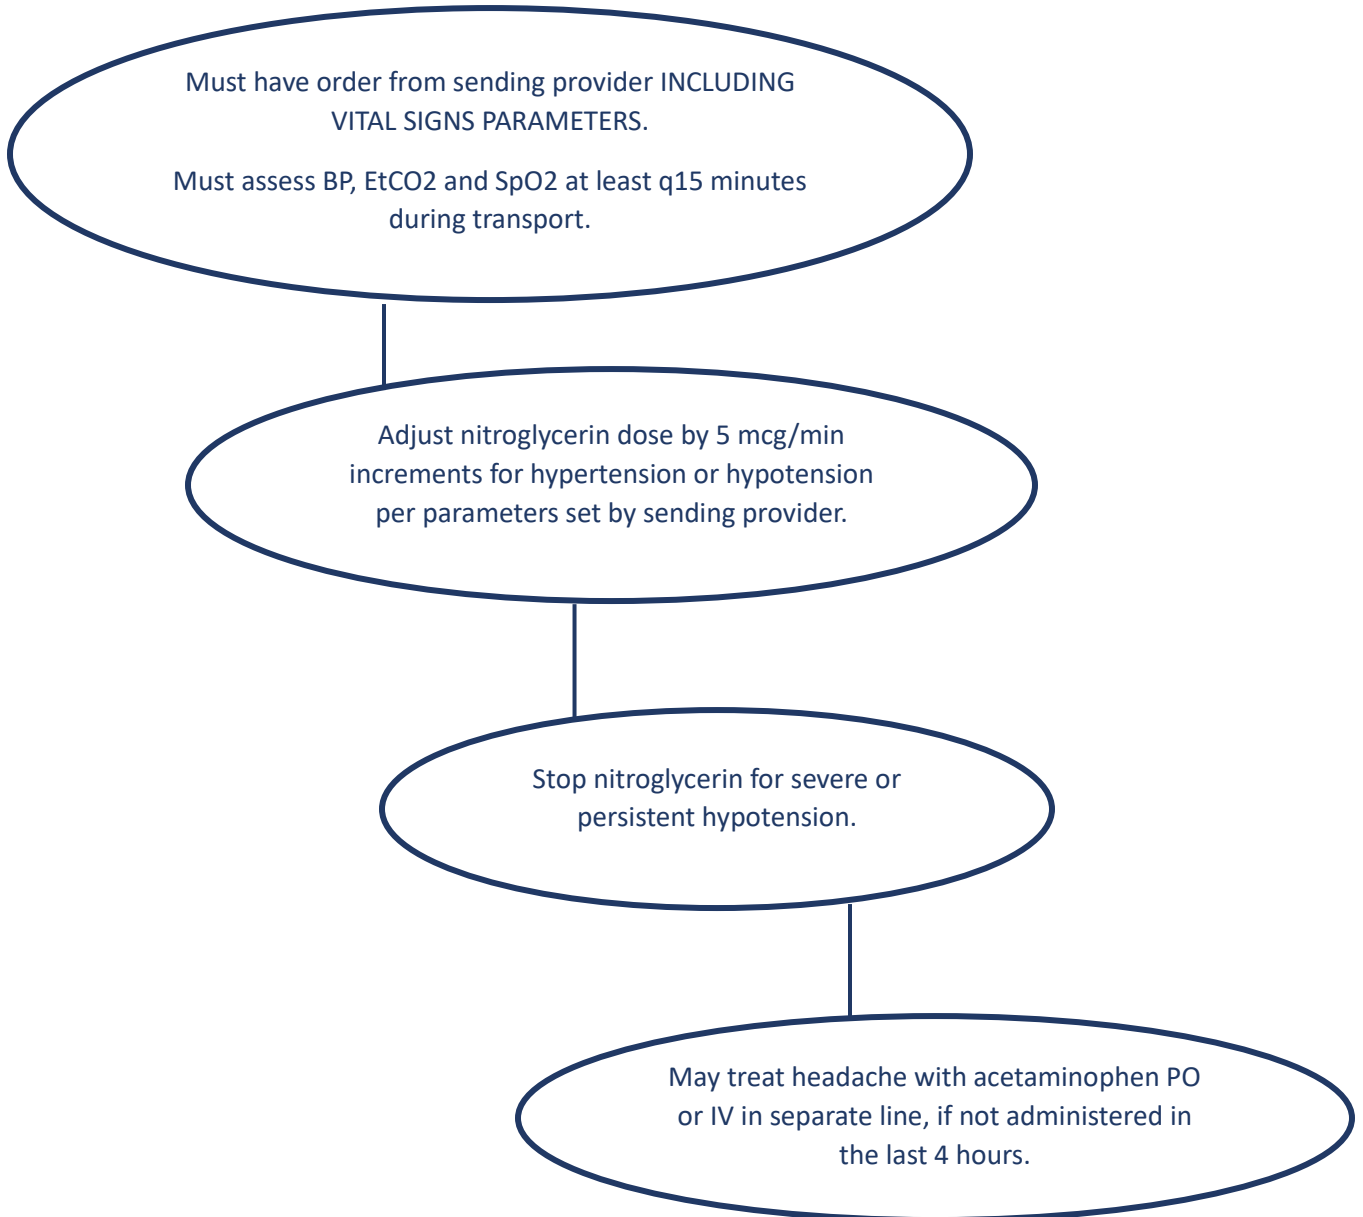 Must have order from sending provider INCLUDING
VITAL SIGNS PARAMETERS.
Must assess BP, EtCO2 and SpO2 at least q15 minutes
during transport.
Adjust nitroglycerin dose by 5 mcg/min
increments for hypertension or hypotension
per parameters set by sending provider.
Stop nitroglycerin for severe or
persistent hypotension.
May treat headache with acetaminophen PO
or IV in separate line, if not administered in
the last 4 hours.